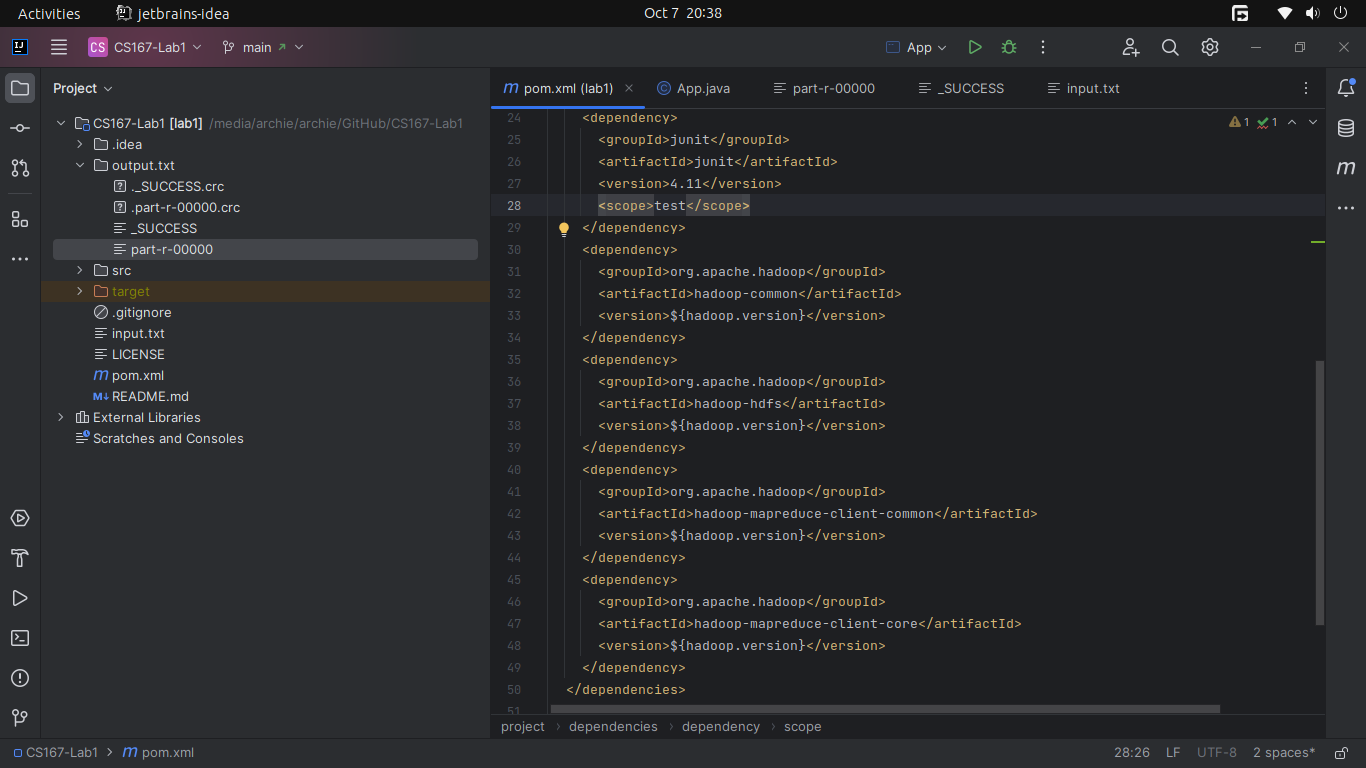 Activities jetbrains-idea Oct 7 20:38
CS CS167-Lab1 main App
Project
CS167-Lab1 [lab1] /media/archie/archie/GitHub/CS167-Lab1
.idea
output.txt
._SUCCESS.crc
.part-r-00000.crc
_SUCCESS
part-r-00000
src
target
.gitignore
input.txt
LICENSE
pom.xml
README.md
External Libraries
Scratches and Consoles
pom.xml (lab1) App.java part-r-00000 _SUCCESS input.txt
24 <dependency> 1 1
25 <groupId>junit</groupId>
26 <artifactId>junit</artifactId>
27 <version>4.11</version>
28 <scope>test</scope>
29 </dependency>
30 <dependency>
31 <groupId>org.apache.hadoop</groupId>
32 <artifactId>hadoop-common</artifactId>
33 <version>${hadoop.version}</version>
34 </dependency>
35 <dependency>
36 <groupId>org.apache.hadoop</groupId>
37 <artifactId>hadoop-hdfs</artifactId>
38 <version>${hadoop.version}</version>
39 </dependency>
40 <dependency>
41 <groupId>org.apache.hadoop</groupId>
42 <artifactId>hadoop-mapreduce-client-common</artifactId>
43 <version>${hadoop.version}</version>
44 </dependency>
45 <dependency>
46 <groupId>org.apache.hadoop</groupId>
47 <artifactId>hadoop-mapreduce-client-core</artifactId>
48 <version>${hadoop.version}</version>
49 </dependency>
50 </dependencies>
51
project › dependencies › dependency › scope
CS167-Lab1 › pom.xml 28:26 LF UTF-8 2 spaces*